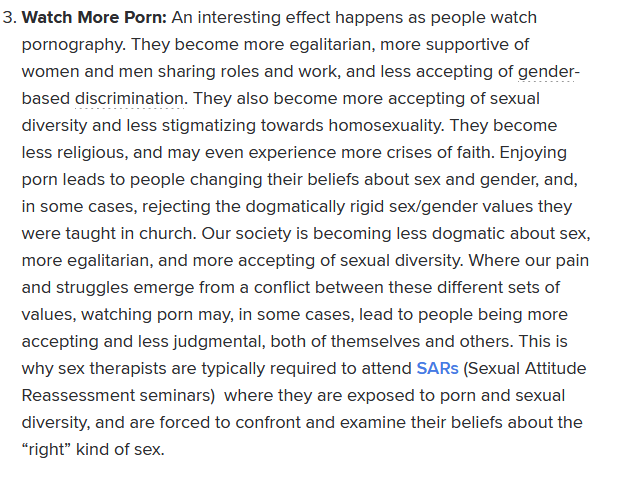 3. Watch More Porn: An interesting effect happens as people watch
pornography. They become more egalitarian, more supportive of
women and men sharing roles and work, and less accepting of gender-
based discrimination. They also become more accepting of sexual
diversity and less stigmatizing towards homosexuality. They become
less religious, and may even experience more crises of faith. Enjoying
porn leads to people changing their beliefs about sex and gender, and,
in some cases, rejecting the dogmatically rigid sex/gender values they
were taught in church. Our society is becoming less dogmatic about sex,
more egalitarian, and more accepting of sexual diversity. Where our pain
and struggles emerge from a conflict between these different sets of
values, watching porn may, in some cases, lead to people being more
accepting and less judgmental, both of themselves and others. This is
why sex therapists are typically required to attend SARs (Sexual Attitude
Reassessment seminars)  where they are exposed to porn and sexual
diversity, and are forced to confront and examine their beliefs about the
“right” kind of sex.